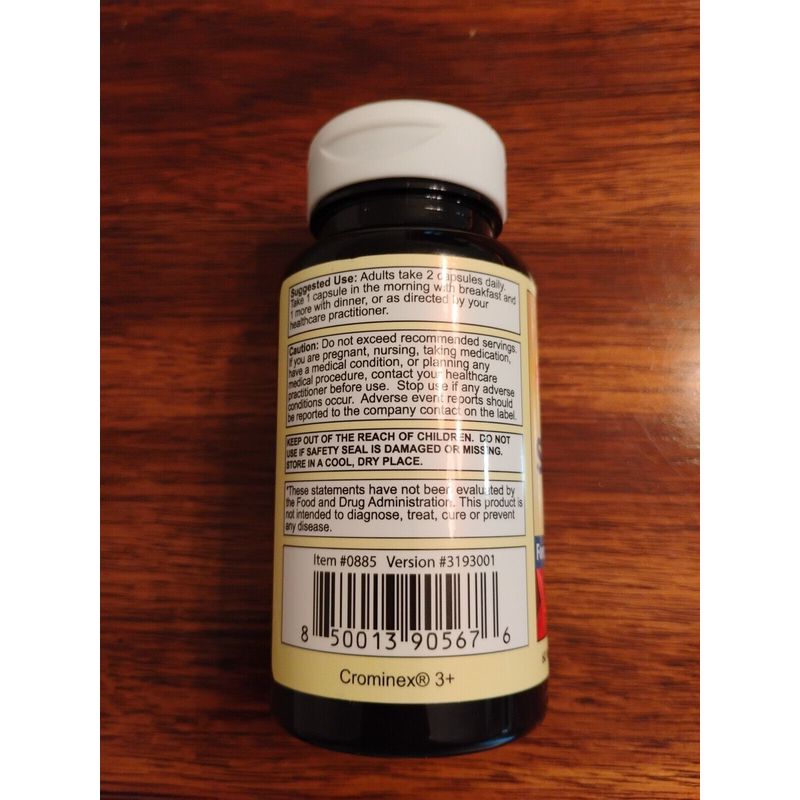 Suggested Use: Adults take 2 capsules daily.
Take 1 capsule in the morning with breakfast and
1 more with dinner, or as directed by your
healthcare practitioner.
Caution: Do not exceed recommended servings.
If you are pregnant, nursing, taking medication,
have a medical condition, or planning any
medical procedure, contact your healthcare
practitioner before use. Stop use if any adverse
conditions occur. Adverse event reports should
be reported to the company contact on the label.
KEEP OUT OF THE REACH OF CHILDREN. DO NOT
USE IF SAFETY SEAL IS DAMAGED OR MISSING.
STORE IN A COOL, DRY PLACE.
*These statements have not been evaluated by
the Food and Drug Administration. This product is
not intended to diagnose, treat, cure or prevent
any disease.
Item #0885 Version #3193001
8 50013 90567 6
Crominex® 3+